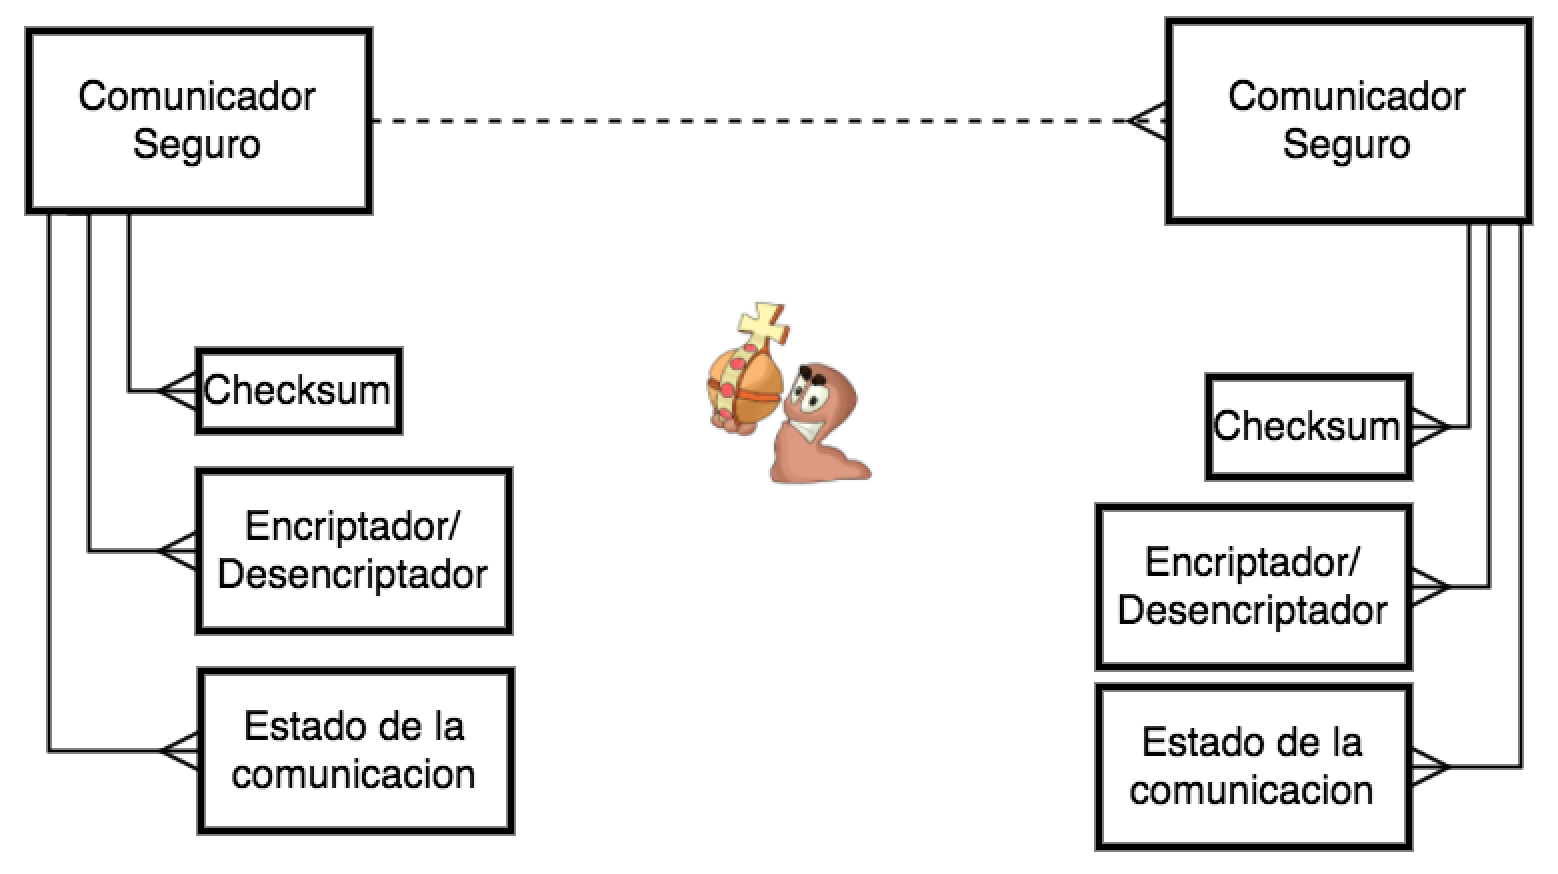 Comunicador
Seguro
Comunicador
Seguro
Checksum
Encriptador/
Desencriptador
Estado de la
comunicacion
Checksum
Encriptador/
Desencriptador
Estado de la
comunicacion